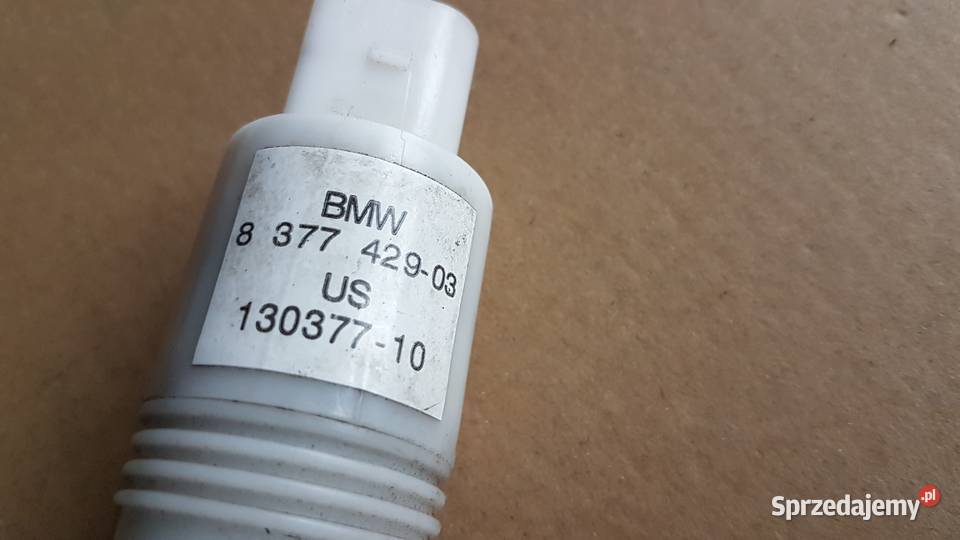 BMW
8 377 429-03
US
130377-10
Sprzedajemy.pl